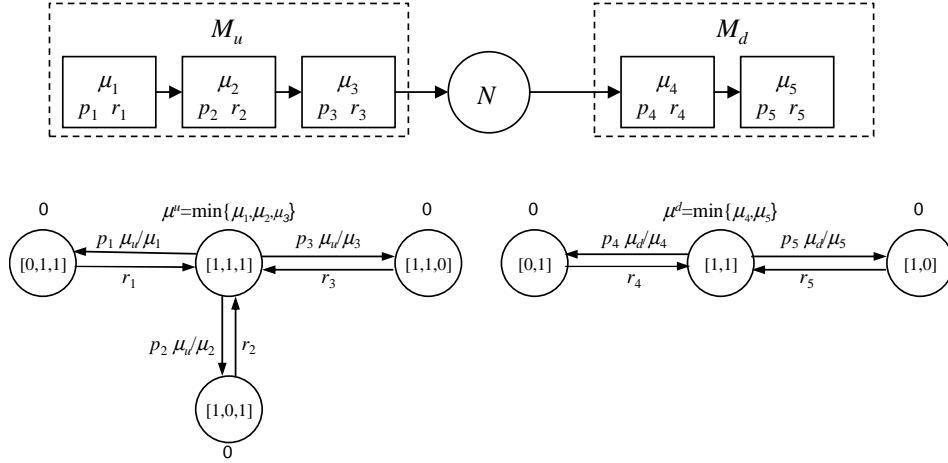 M_u M_d
μ_1 μ_2 μ_3 N μ_4 μ_5
p_1 r_1 p_2 r_2 p_3 r_3 p_4 r_4 p_5 r_5
0 μ^u=min{μ_1,μ_2,μ_3} 0 0 μ^d=min{μ_4,μ_5} 0
p_1 μ_u/μ_1 p_3 μ_u/μ_3 p_4 μ_d/μ_4 p_5 μ_d/μ_5
[0,1,1] [1,1,1] [1,1,0] [0,1] [1,1] [1,0]
r_1 r_3 r_4 r_5
p_2 μ_u/μ_2 r_2
[1,0,1]
0